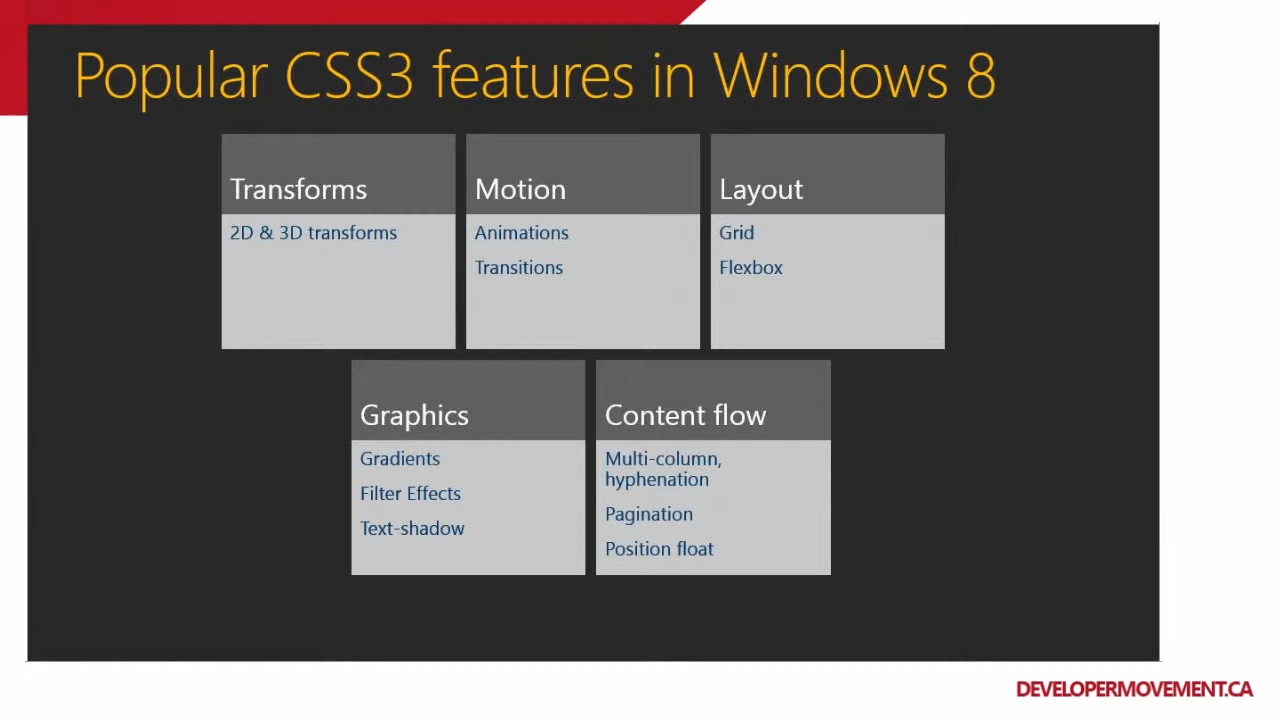 Popular CSS3 features in Windows 8
Transforms
2D & 3D transforms
Motion
Animations
Transitions
Layout
Grid
Flexbox
Graphics
Gradients
Filter Effects
Text-shadow
Content flow
Multi-column,
hyphenation
Pagination
Position float
DEVELOPERMOVEMENT.CA